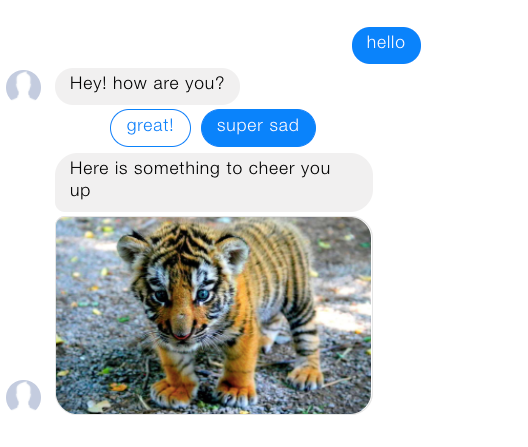 hello
Hey! how are you?
great! super sad
Here is something to cheer you
up